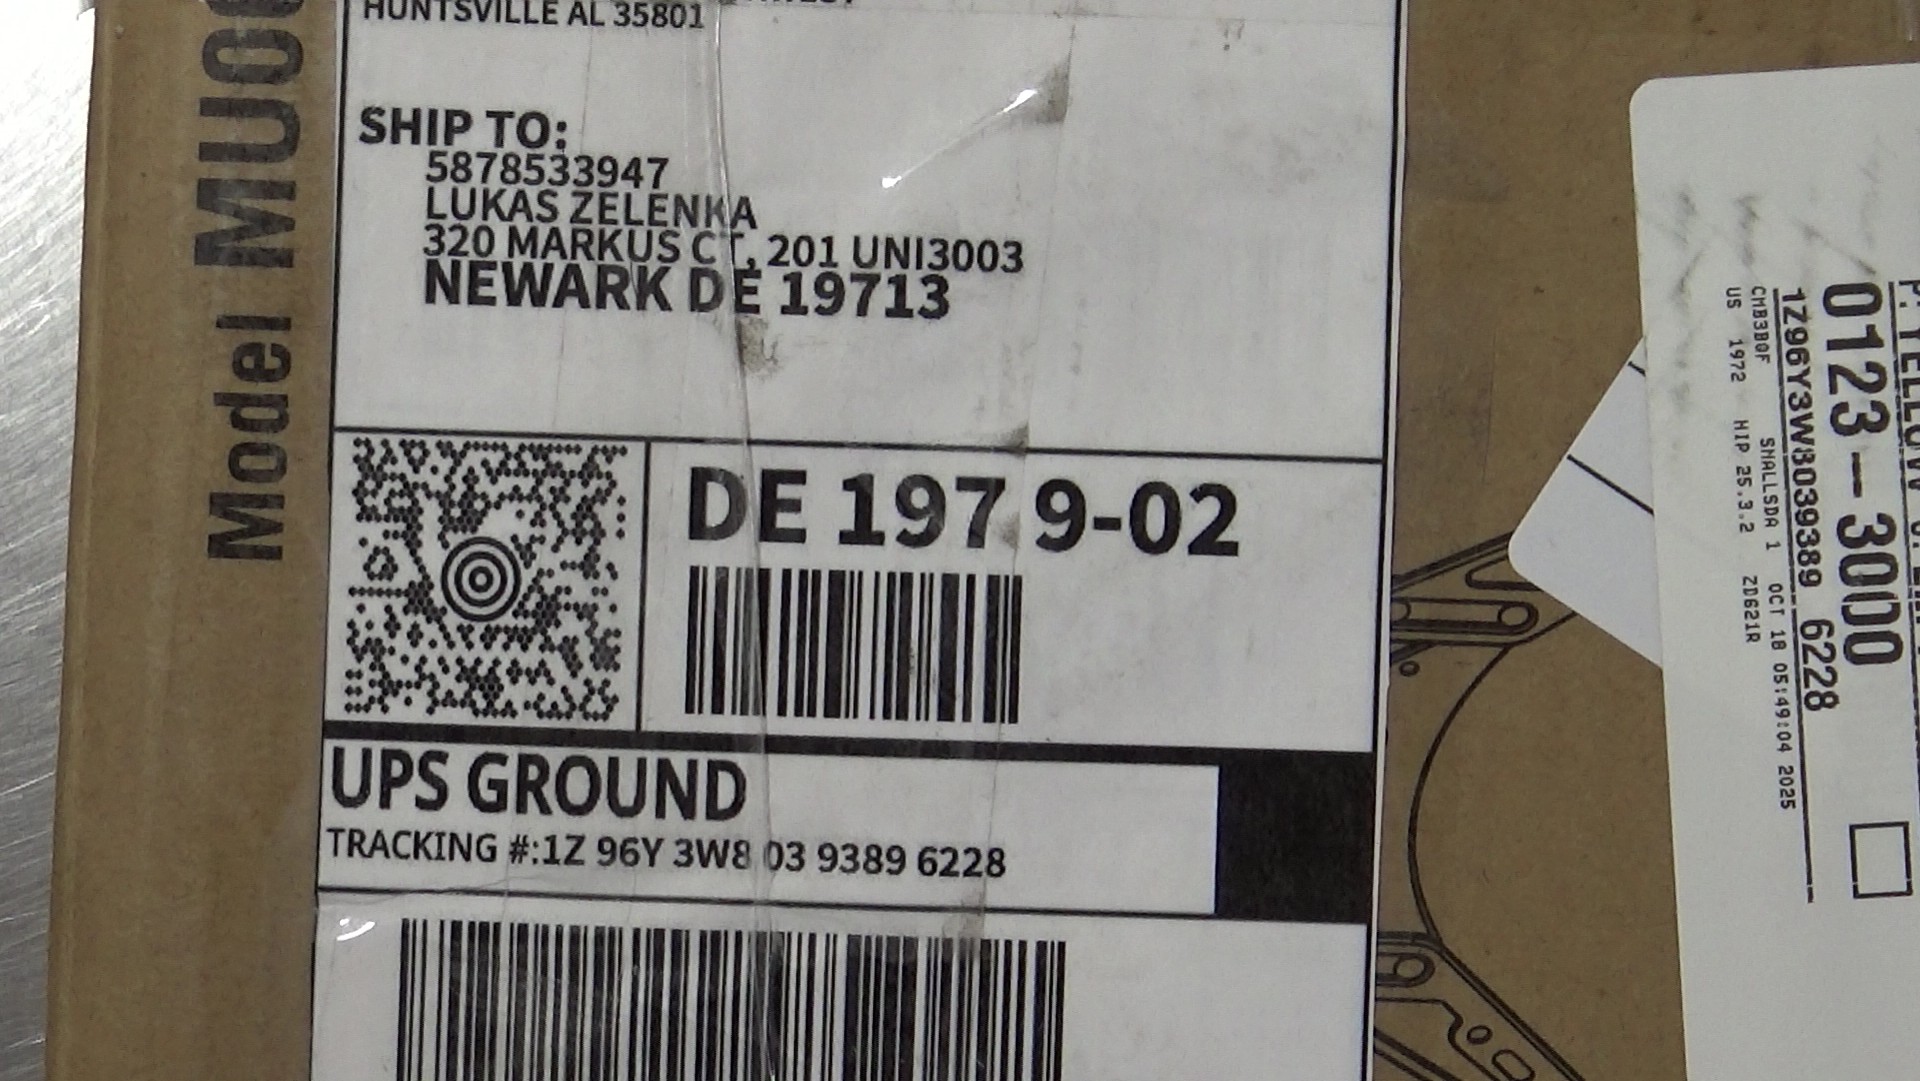 HUNTSVILLE AL 35801
SHIP TO:
5878533947
LUKAS ZELENKA
320 MARKUS CT, 201 UNI3003
NEWARK DE 19713
DE 197 9-02
UPS GROUND
TRACKING #:1Z 96Y 3W8 03 9389 6228
Model
0123-3000
1Z96Y3W8039389 6228
SMALLSDA 1 OCT 18 05:49:04 2025
CMB3B0F
US 1972 HIP 25.3.2 ZD621R